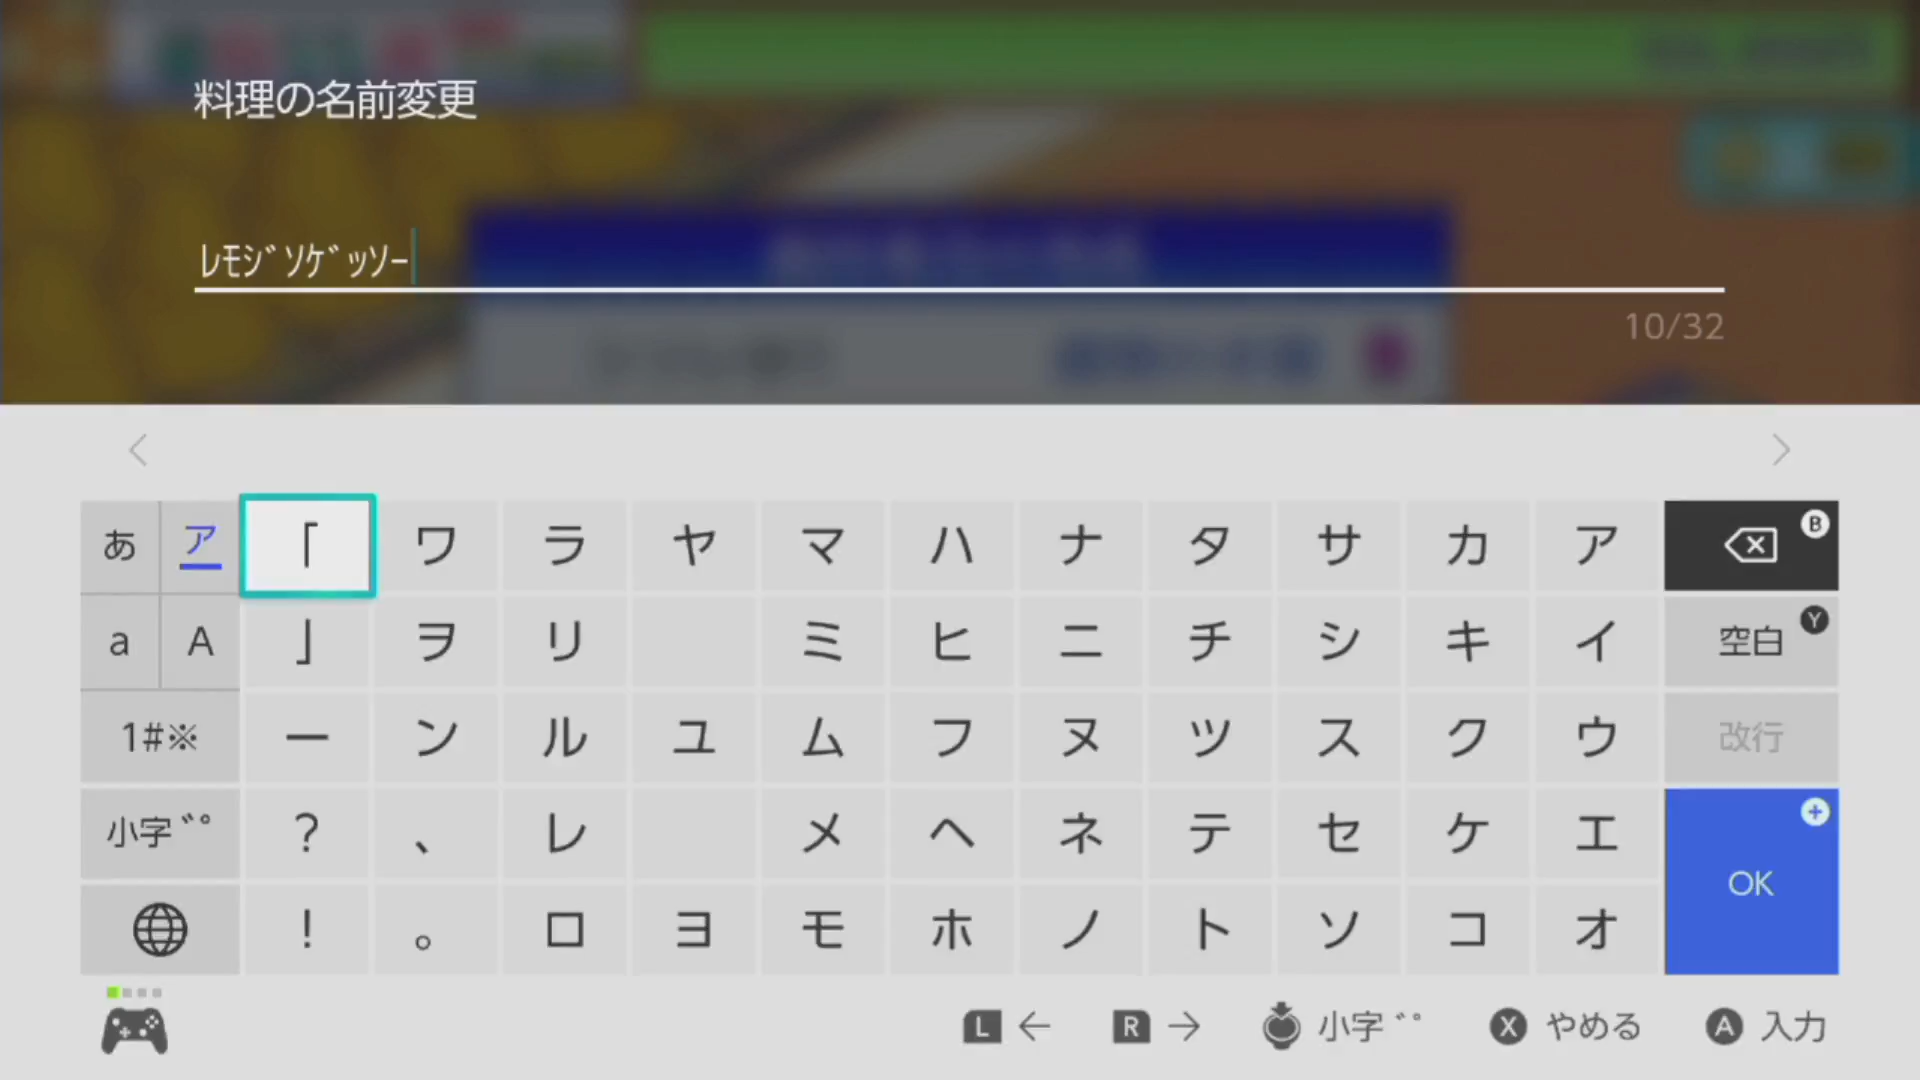 料理の名前変更
ﾚﾓｼﾞｿｹﾞｯｿｰ
10/32
あ ア 「 ワ ラ ヤ マ ハ ナ タ サ カ ア B
a A 」 ヲ リ ミ ヒ ニ チ シ キ イ 空白 Y
1#※ ー ン ル ユ ム フ ヌ ツ ス ク ウ 改行
小字゛゜ ? 、 レ メ ヘ ネ テ セ ケ エ
! 。 ロ ヨ モ ホ ノ ト ソ コ オ OK
L ← R → 小字゛゜ X やめる A 入力